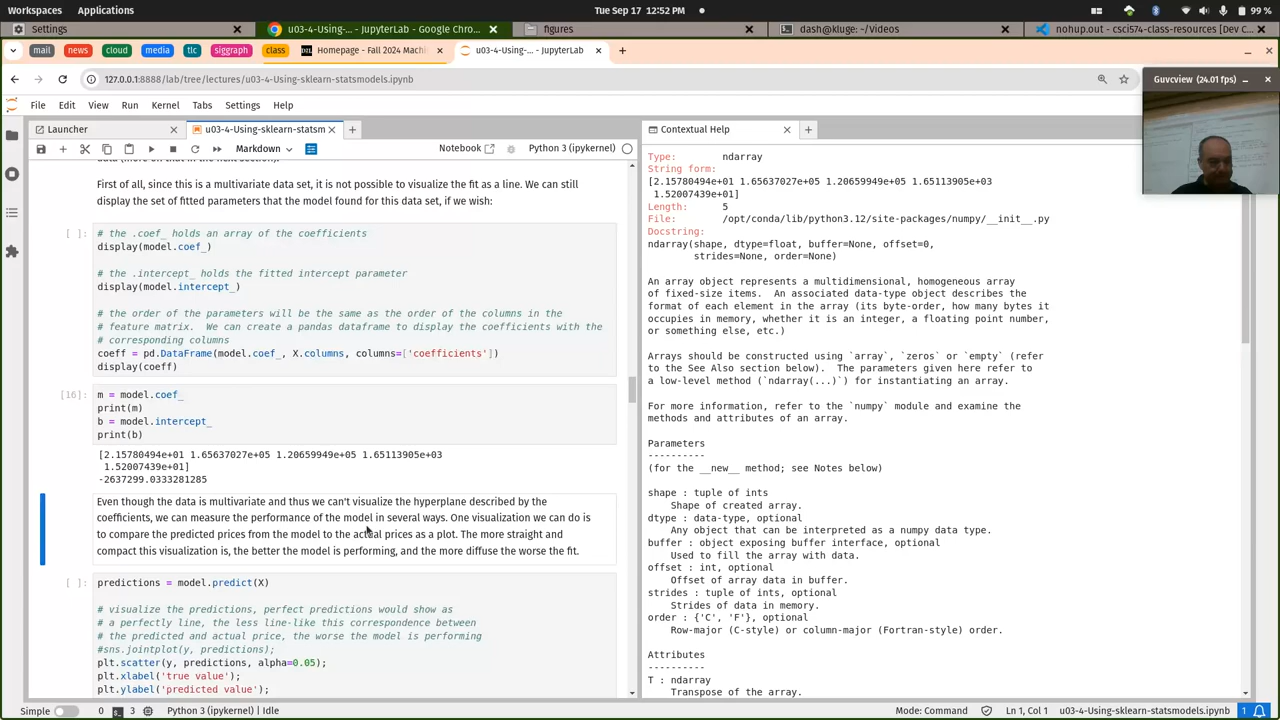 Workspaces Applications Tue Sep 17 12:52 PM 99 %
Settings u03-4-Using-... - JupyterLab - Google Chro... figures dash@kluge: ~/Videos nohup.out - csci574-class-resources [Dev C...
mail news cloud media tlc siggraph class Homepage - Fall 2024 Machi u03-4-Using-... - JupyterLab
127.0.0.1:8888/lab/tree/lectures/u03-4-Using-sklearn-statsmodels.ipynb
Guvcview (24.01 fps)
File Edit View Run Kernel Tabs Settings Help
Launcher u03-4-Using-sklearn-statsm
Markdown Notebook Python 3 (ipykernel)
data (more on that in the next section).
First of all, since this is a multivariate data set, it is not possible to visualize the fit as a line. We can still
display the set of fitted parameters that the model found for this data set, if we wish:
[ ]: # the .coef_ holds an array of the coefficients
display(model.coef_)
# the .intercept_ holds the fitted intercept parameter
display(model.intercept_)
# the order of the parameters will be the same as the order of the columns in the
# feature matrix. We can create a pandas dataframe to display the coefficients with the
# corresponding columns
coeff = pd.DataFrame(model.coef_, X.columns, columns=['coefficients'])
display(coeff)
[16]: m = model.coef_
print(m)
b = model.intercept_
print(b)
[2.15780494e+01 1.65637027e+05 1.20659949e+05 1.65113905e+03
1.52007439e+01]
-2637299.0333281285
Even though the data is multivariate and thus we can't visualize the hyperplane described by the
coefficients, we can measure the performance of the model in several ways. One visualization we can do is
to compare the predicted prices from the model to the actual prices as a plot. The more straight and
compact this visualization is, the better the model is performing, and the more diffuse the worse the fit.
[ ]: predictions = model.predict(X)
# visualize the predictions, perfect predictions would show as
# a perfectly line, the less line-like this correspondence between
# the predicted and actual price, the worse the model is performing
#sns.jointplot(y, predictions);
plt.scatter(y, predictions, alpha=0.05);
plt.xlabel('true value');
plt.ylabel('predicted value');
Contextual Help
Type: ndarray
String form:
[2.15780494e+01 1.65637027e+05 1.20659949e+05 1.65113905e+03
1.52007439e+01]
Length: 5
File: /opt/conda/lib/python3.12/site-packages/numpy/__init__.py
Docstring:
ndarray(shape, dtype=float, buffer=None, offset=0,
strides=None, order=None)
An array object represents a multidimensional, homogeneous array
of fixed-size items. An associated data-type object describes the
format of each element in the array (its byte-order, how many bytes it
occupies in memory, whether it is an integer, a floating point number,
or something else, etc.)
Arrays should be constructed using `array`, `zeros` or `empty` (refer
to the See Also section below). The parameters given here refer to
a low-level method (`ndarray(...)`) for instantiating an array.
For more information, refer to the `numpy` module and examine the
methods and attributes of an array.
Parameters
----------
(for the __new__ method; see Notes below)
shape : tuple of ints
Shape of created array.
dtype : data-type, optional
Any object that can be interpreted as a numpy data type.
buffer : object exposing buffer interface, optional
Used to fill the array with data.
offset : int, optional
Offset of array data in buffer.
strides : tuple of ints, optional
Strides of data in memory.
order : {'C', 'F'}, optional
Row-major (C-style) or column-major (Fortran-style) order.
Attributes
----------
T : ndarray
Transpose of the array.
Simple 0 3 Python 3 (ipykernel) | Idle Mode: Command Ln 1, Col 1 u03-4-Using-sklearn-statsmodels.ipynb 1